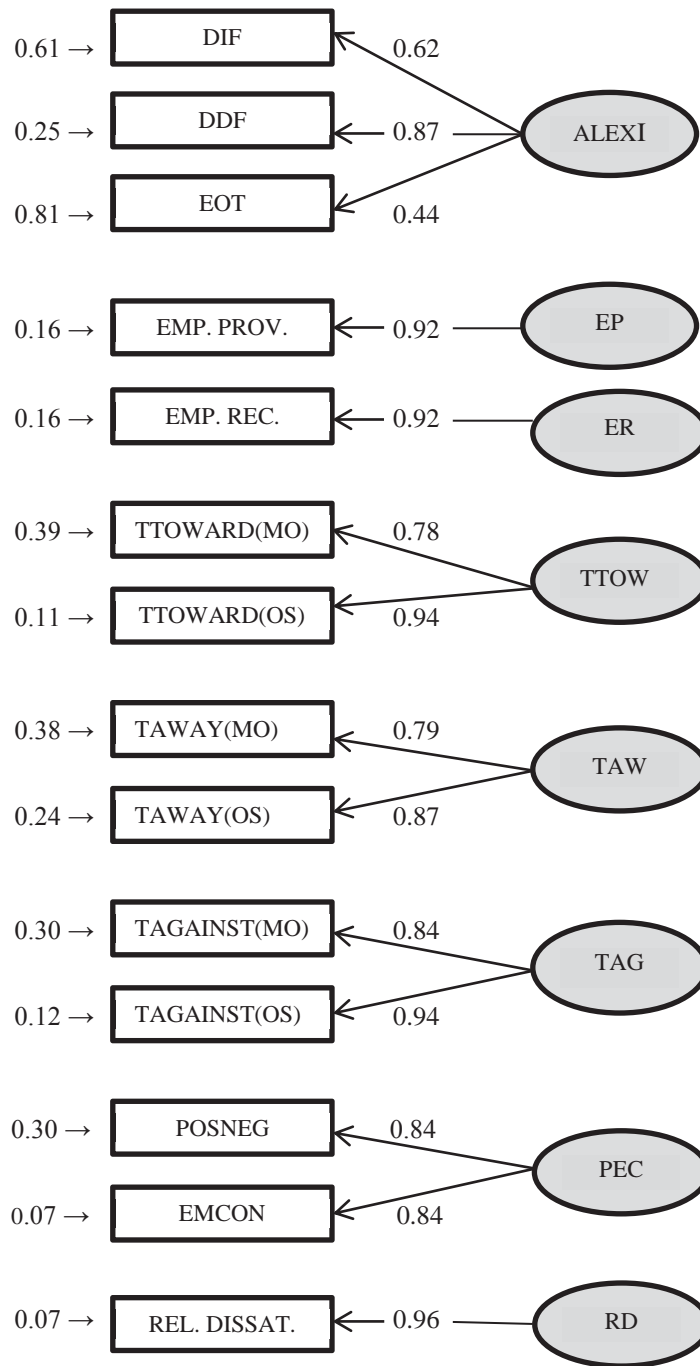 0.61 → DIF 0.62
0.25 → DDF 0.87 ALEXI
0.81 → EOT 0.44
0.16 → EMP. PROV. 0.92 EP
0.16 → EMP. REC. 0.92 ER
0.39 → TTOWARD(MO) 0.78
TTOW
0.11 → TTOWARD(OS) 0.94
0.38 → TAWAY(MO) 0.79
TAW
0.24 → TAWAY(OS) 0.87
0.30 → TAGAINST(MO) 0.84
TAG
0.12 → TAGAINST(OS) 0.94
0.30 → POSNEG 0.84
PEC
0.07 → EMCON 0.84
0.07 → REL. DISSAT. 0.96 RD